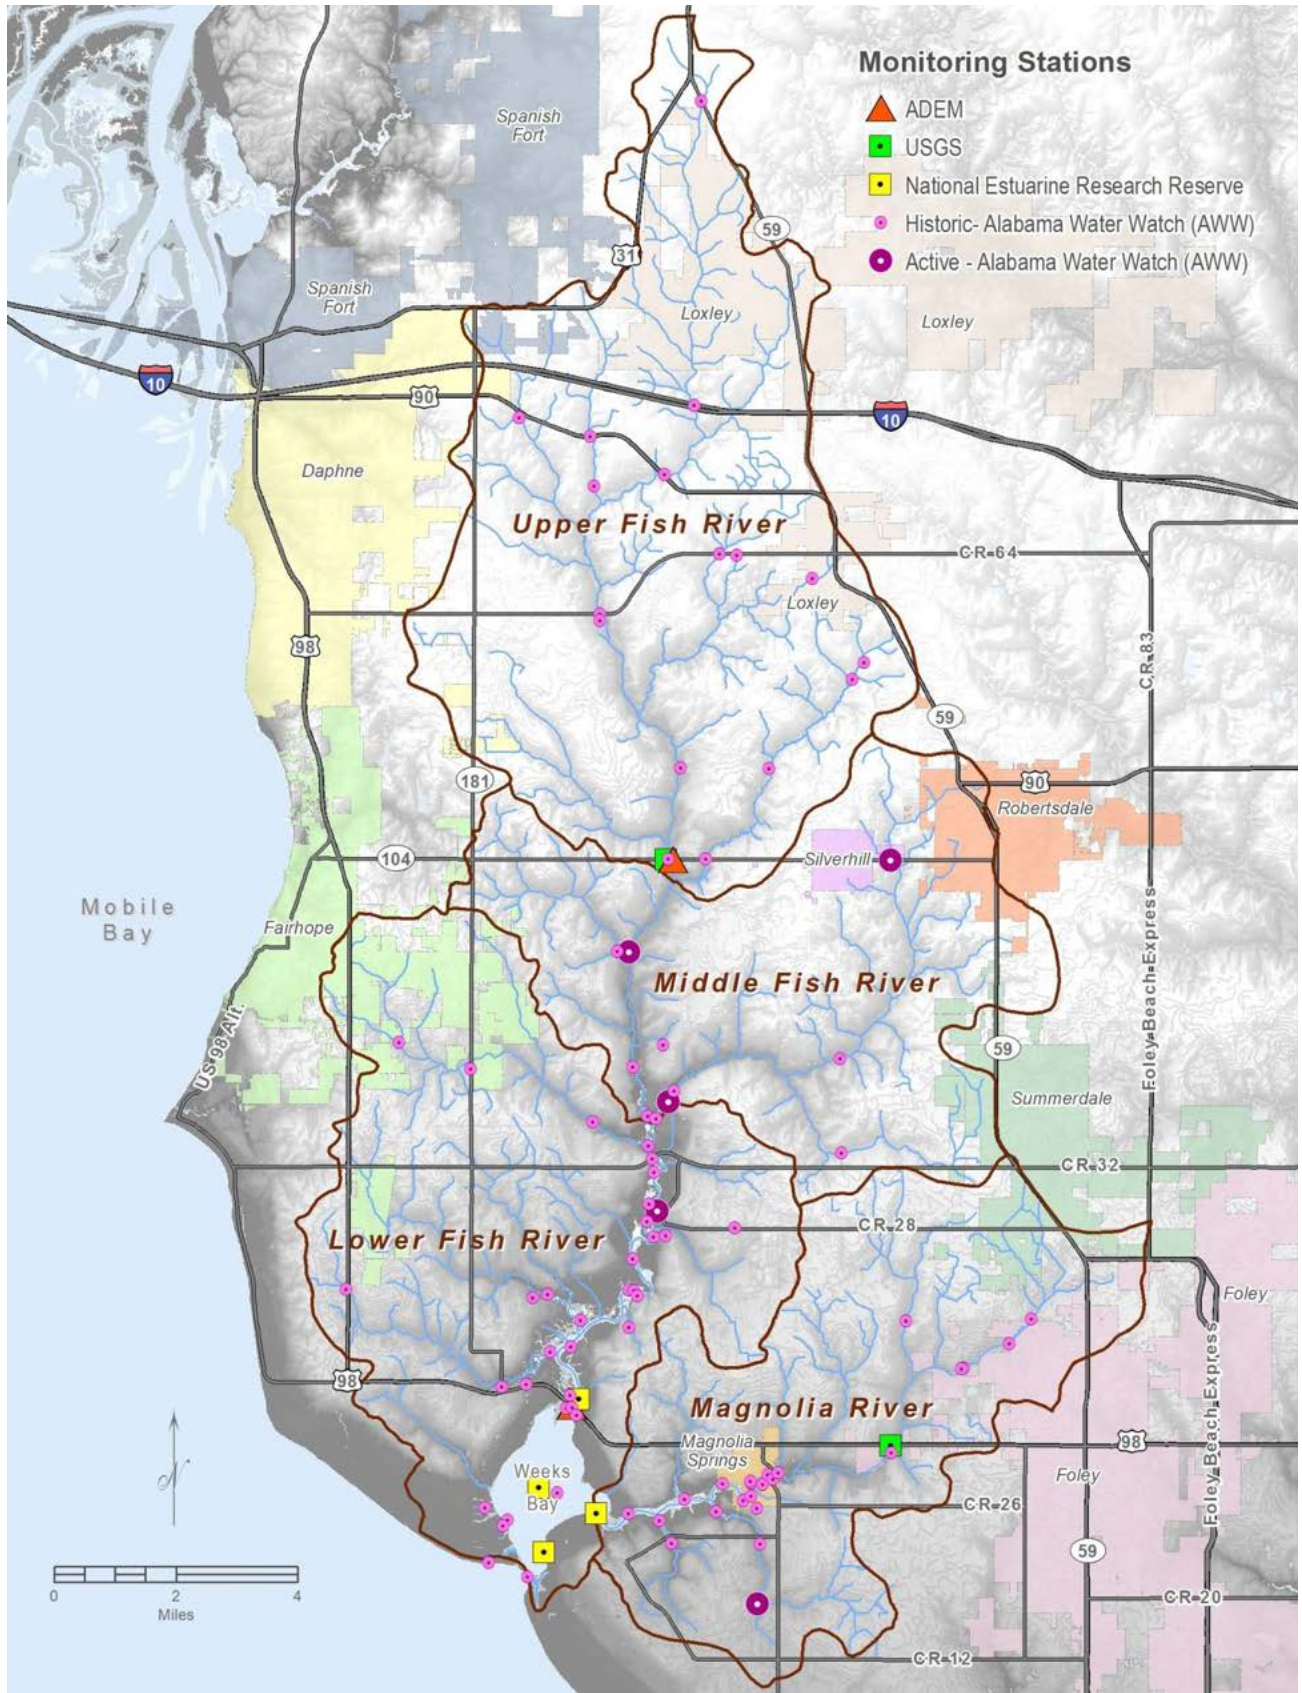 Monitoring Stations
ADEM
USGS
National Estuarine Research Reserve
Historic- Alabama Water Watch (AWW)
Active - Alabama Water Watch (AWW)
Spanish
Fort
59
31
Spanish
Fort
Loxley
Loxley
10
90
10
Daphne
Upper Fish River
CR 64
Loxley
98
CR 83
59
181
90
Robertsdale
104
Silverhill
Mobile
Bay
Fairhope
Middle Fish River
US 98 Alt.
Foley Beach Express
59
Summerdale
CR 32
Lower Fish River
CR 28
Foley
98
Magnolia River
Foley Beach Express
Magnolia
Springs
98
Weeks
Bay
Foley
CR 26
N
59
0
2
4
Miles
CR 20
CR 12